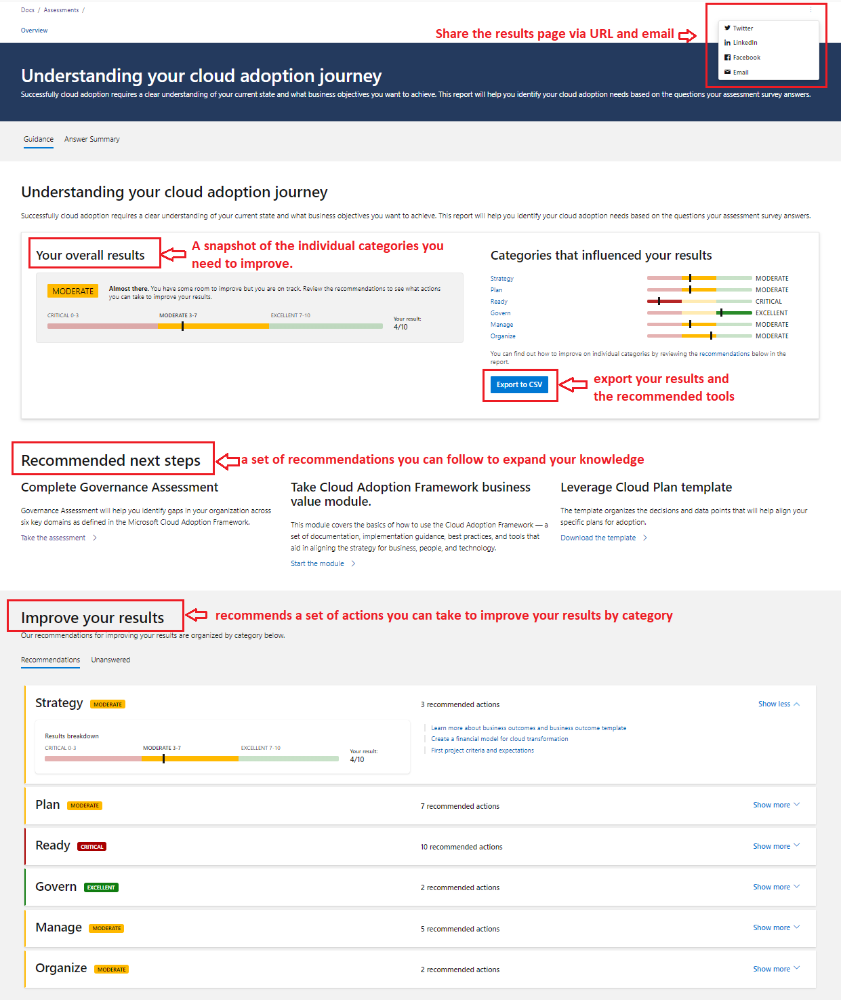 Docs / Assessments /
Overview
Share the results page via URL and email
Twitter
LinkedIn
Facebook
Email
Understanding your cloud adoption journey
Successfully cloud adoption requires a clear understanding of your current state and what business objectives you want to achieve. This report will help you identify your cloud adoption needs based on the questions your assessment survey answers.
Guidance Answer Summary
Understanding your cloud adoption journey
Successfully cloud adoption requires a clear understanding of your current state and what business objectives you want to achieve. This report will help you identify your cloud adoption needs based on the questions your assessment survey answers.
Your overall results
A snapshot of the individual categories you
need to improve.
MODERATE
Almost there. You have some room to improve but you are on track. Review the recommendations to see what actions
you can take to improve your results.
CRITICAL 0-3 MODERATE 3-7 EXCELLENT 7-10
Your result:
4/10
Categories that influenced your results
Strategy MODERATE
Plan MODERATE
Ready CRITICAL
Govern EXCELLENT
Manage MODERATE
Organize MODERATE
You can find out how to improve on individual categories by reviewing the recommendations below in the
report.
Export to CSV
export your results and
the recommended tools
Recommended next steps
a set of recommendations you can follow to expand your knowledge
Complete Governance Assessment
Governance Assessment will help you identify gaps in your organization across
six key domains as defined in the Microsoft Cloud Adoption Framework.
Take the assessment
Take Cloud Adoption Framework business
value module.
This module covers the basics of how to use the Cloud Adoption Framework — a
set of documentation, implementation guidance, best practices, and tools that
aid in aligning the strategy for business, people, and technology.
Start the module
Leverage Cloud Plan template
The template organizes the decisions and data points that will help align your
specific plans for adoption.
Download the template
Improve your results
recommends a set of actions you can take to improve your results by category
Our recommendations for improving your results are organized by category below.
Recommendations Unanswered
Strategy MODERATE
3 recommended actions
Show less
Results breakdown
CRITICAL 0-3 MODERATE 3-7 EXCELLENT 7-10
Your result:
4/10
Learn more about business outcomes and business outcome template
Create a financial model for cloud transformation
First project criteria and expectations
Plan MODERATE 7 recommended actions Show more
Ready CRITICAL 10 recommended actions Show more
Govern EXCELLENT 2 recommended actions Show more
Manage MODERATE 5 recommended actions Show more
Organize MODERATE 2 recommended actions Show more